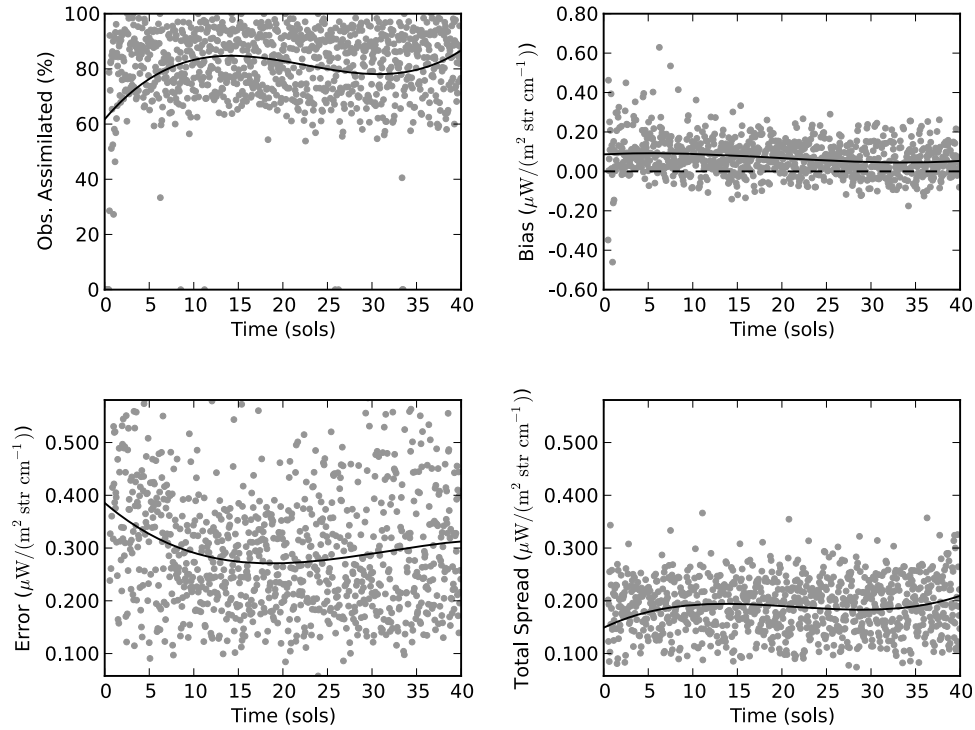 100
80
60
40
20
0
Obs. Assimilated (%)
0 5 10 15 20 25 30 35 40
Time (sols)
0.80
0.60
0.40
0.20
0.00
-0.20
-0.40
-0.60
Bias (μW/(m² str cm⁻¹))
0 5 10 15 20 25 30 35 40
Time (sols)
0.500
0.400
0.300
0.200
0.100
Error (μW/(m² str cm⁻¹))
0 5 10 15 20 25 30 35 40
Time (sols)
0.500
0.400
0.300
0.200
0.100
Total Spread (μW/(m² str cm⁻¹))
0 5 10 15 20 25 30 35 40
Time (sols)